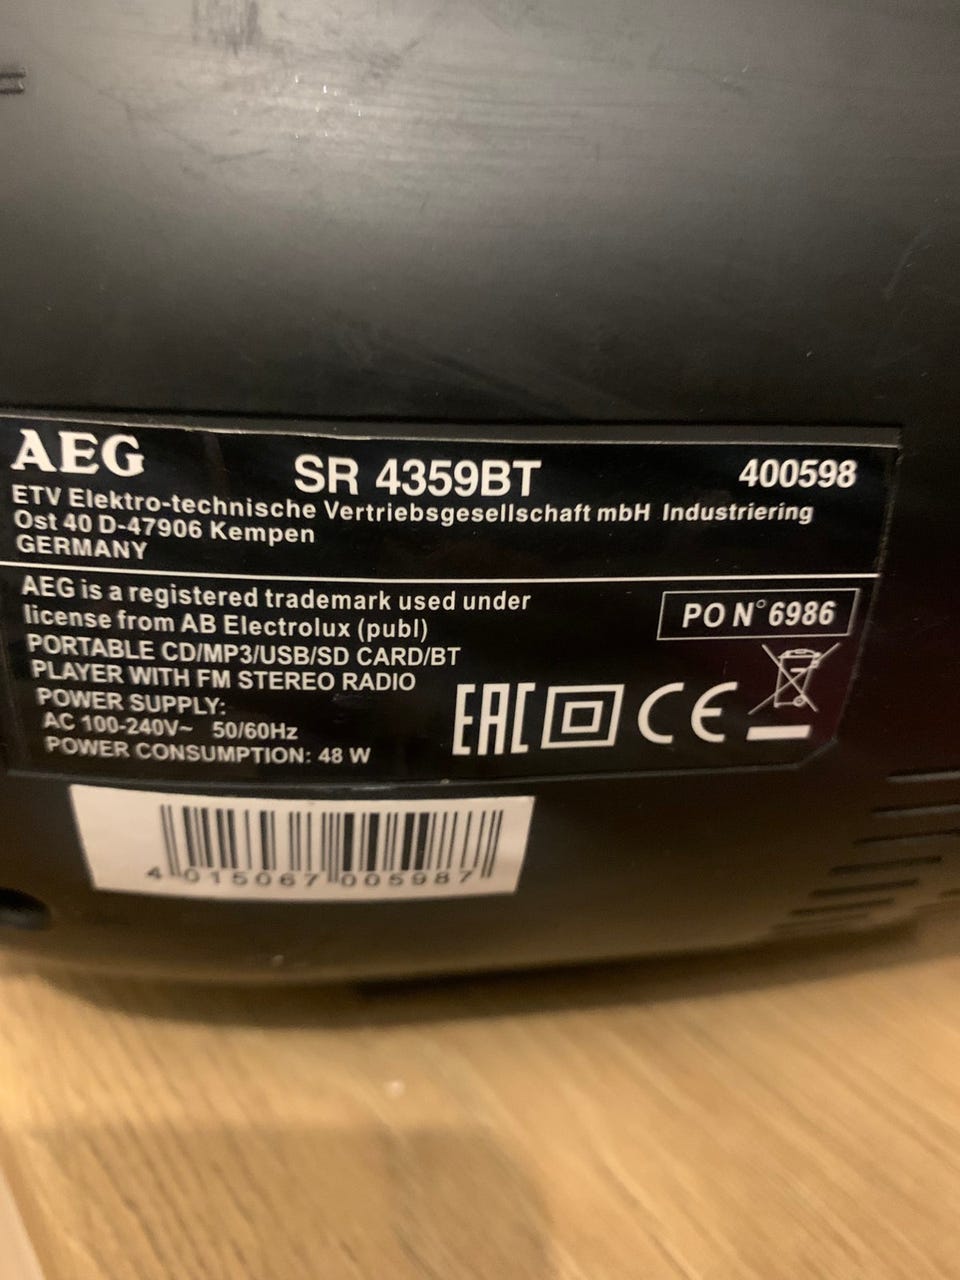 AEG
SR 4359BT
400598
ETV Elektro-technische Vertriebsgesellschaft mbH Industriering
Ost 40 D-47906 Kempen
GERMANY
AEG is a registered trademark used under
license from AB Electrolux (publ)
PORTABLE CD/MP3/USB/SD CARD/BT
PLAYER WITH FM STEREO RADIO
POWER SUPPLY:
AC 100-240V~ 50/60Hz
POWER CONSUMPTION: 48 W
PO N° 6986
EAC CE
4 015067 005987